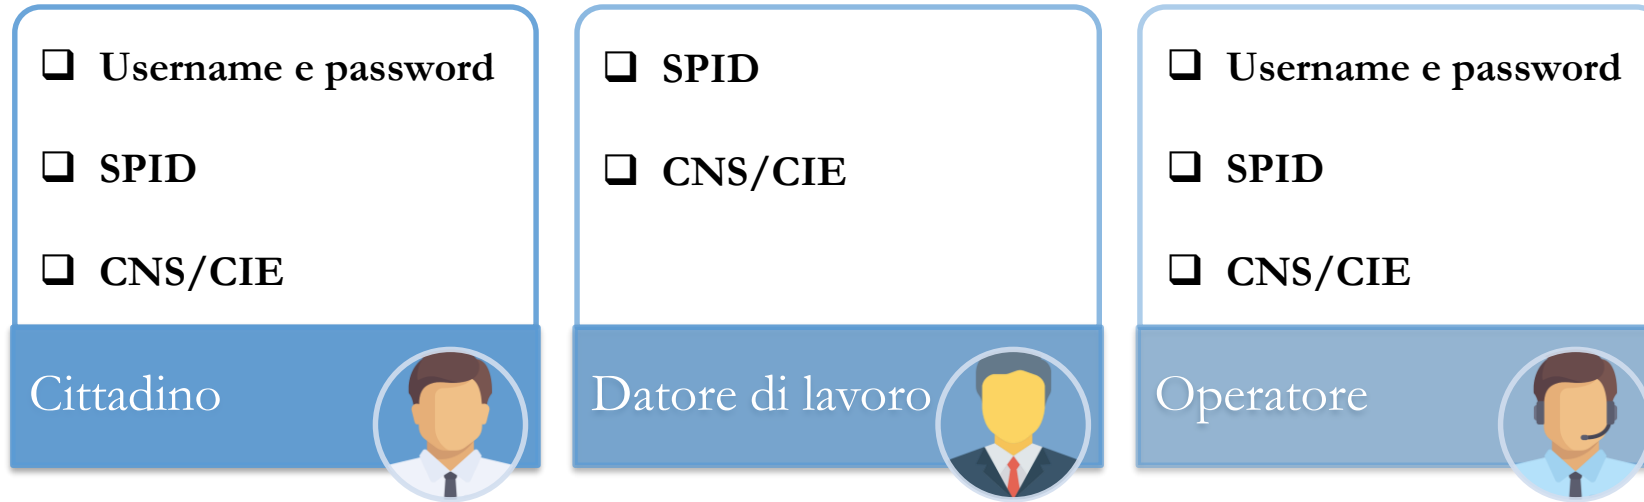 Username e password
SPID
CNS/CIE
Cittadino
SPID
CNS/CIE
Datore di lavoro
Username e password
SPID
CNS/CIE
Operatore